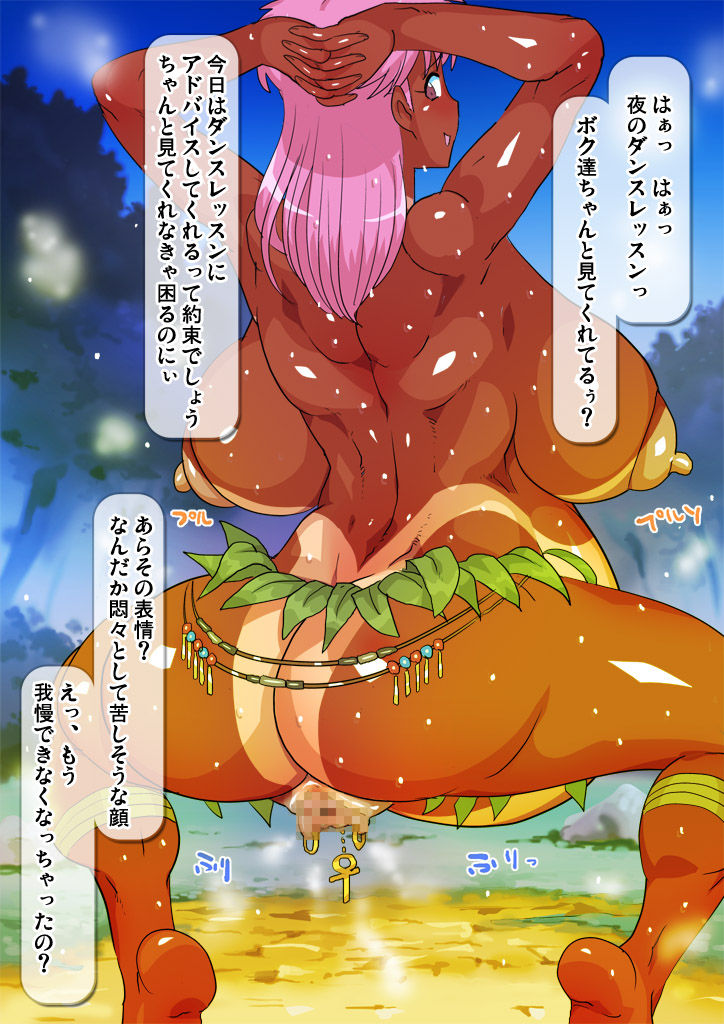 はぁっ　はぁっ
夜のダンスレッスンっ
ボク達ちゃんと見てくれてるぅ？
今日はダンスレッスンに
アドバイスしてくれるって約束でしょう
ちゃんと見てくれなきゃ困るのにぃ
プル
プルッ
あらその表情？
なんだか悶々として苦しそうな顔
えっ、もう
我慢できなくなっちゃったの？
ふり
ふりっ